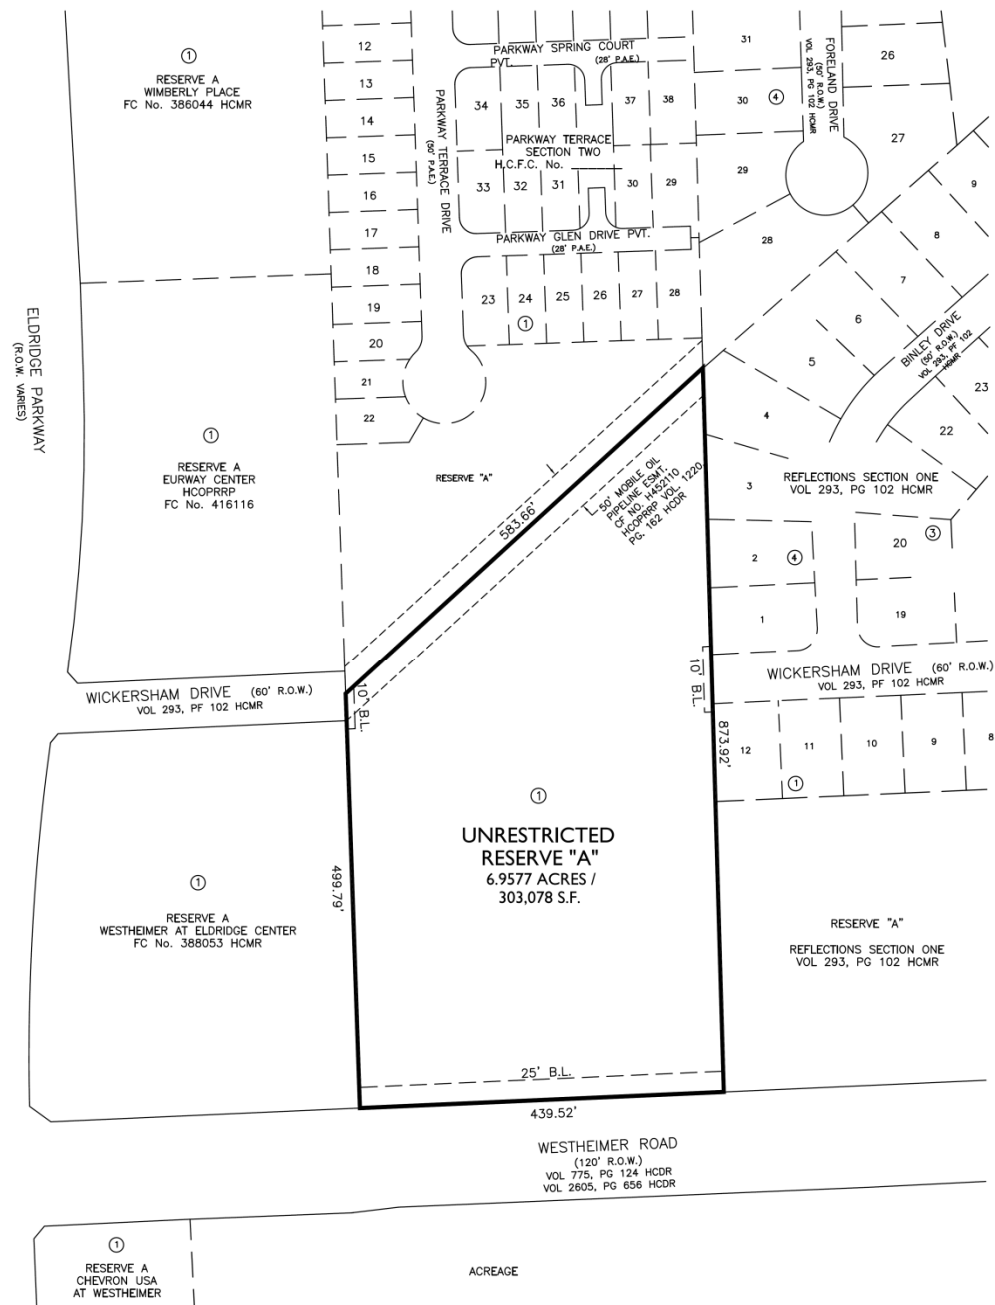 ①
RESERVE A
WIMBERLY PLACE
FC No. 386044 HCMR
12
13
14
15
16
17
18
19
20
21
22
PARKWAY TERRACE DRIVE
(50' P.A.E.)
PARKWAY SPRING COURT
PVT.
(28' P.A.E.)
34
35
36
37
38
PARKWAY TERRACE
SECTION TWO
H.C.F.C. No.
33
32
31
30
29
PARKWAY GLEN DRIVE PVT.
(28' P.A.E.)
23
24
25
26
27
28
①
31
30
④
29
28
FORELAND DRIVE
(50' R.O.W.)
VOL 293, PG 102 HCMR
26
27
9
8
7
6
5
4
3
2
④
1
BINLEY DRIVE
(50' R.O.W.)
VOL 293, PF 102
HCMR
23
22
REFLECTIONS SECTION ONE
VOL 293, PG 102 HCMR
20
③
19
ELDRIDGE PARKWAY
(R.O.W. VARIES)
①
RESERVE A
EURWAY CENTER
HCOPRRP
FC No. 416116
RESERVE "A"
583.66'
50' MOBILE OIL
PIPELINE ESMT.
CF NO. H452110
HCOPRRP VOL. 1220
PG. 162 HCDR
WICKERSHAM DRIVE (60' R.O.W.)
VOL 293, PF 102 HCMR
10' B.L.
10' B.L.
WICKERSHAM DRIVE (60' R.O.W.)
VOL 293, PF 102 HCMR
873.92'
12
11
10
9
8
①
①
UNRESTRICTED
RESERVE "A"
6.9577 ACRES /
303,078 S.F.
499.79'
①
RESERVE A
WESTHEIMER AT ELDRIDGE CENTER
FC No. 388053 HCMR
RESERVE "A"
REFLECTIONS SECTION ONE
VOL 293, PG 102 HCMR
25' B.L.
439.52'
WESTHEIMER ROAD
(120' R.O.W.)
VOL 775, PG 124 HCDR
VOL 2605, PG 656 HCDR
①
RESERVE A
CHEVRON USA
AT WESTHEIMER
ACREAGE